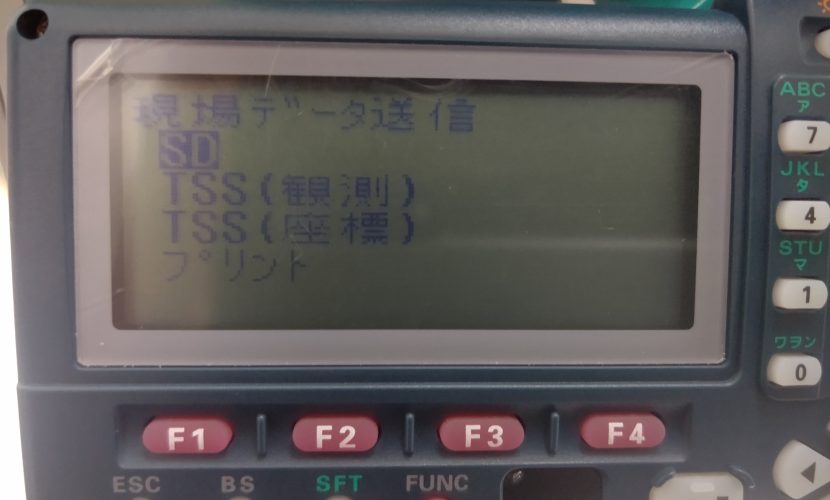 現場データ送信
SD
TSS(観測)
TSS(座標)
プリント
ABC
ア
7
JKL
タ
4
STU
マ
1
ワヲン
0
F1 F2 F3 F4
ESC BS SFT FUNC